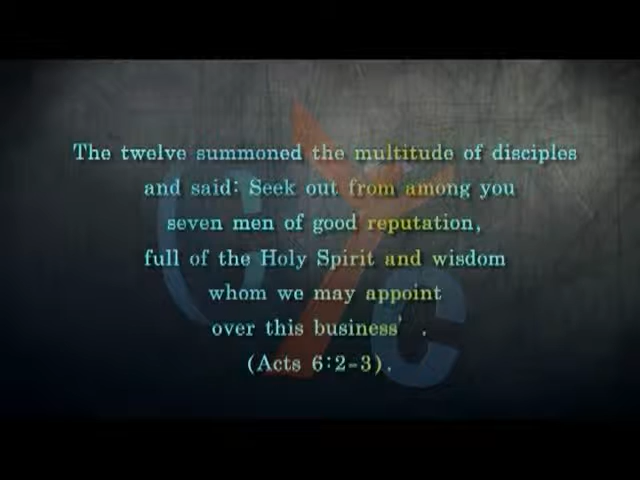 The twelve summoned the multitude of disciples
and said: Seek out from among you
seven men of good reputation,
full of the Holy Spirit and wisdom
whom we may appoint
over this business' .
(Acts 6:2-3).
CYC